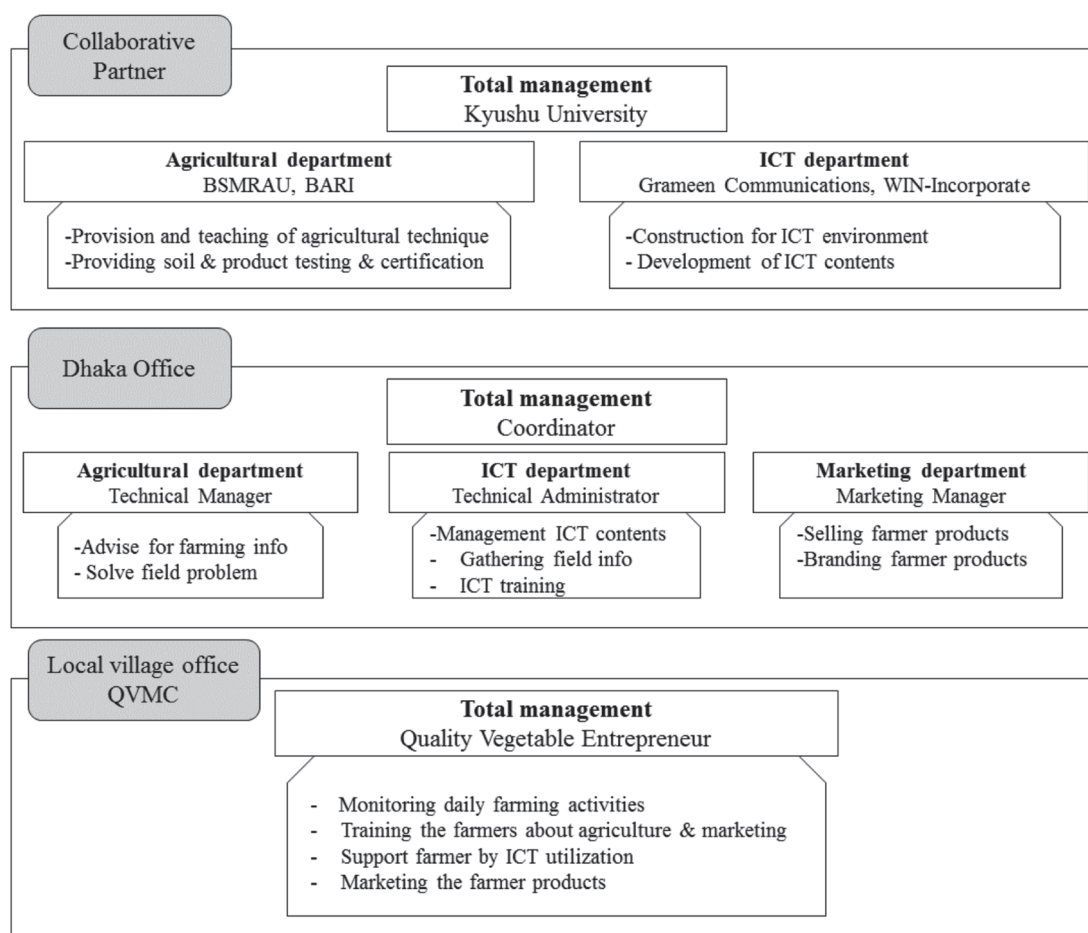 Collaborative
Partner
Total management
Kyushu University
Agricultural department
BSMRAU, BARI
-Provision and teaching of agricultural technique
-Providing soil & product testing & certification
ICT department
Grameen Communications, WIN-Incorporate
-Construction for ICT environment
- Development of ICT contents
Dhaka Office
Total management
Coordinator
Agricultural department
Technical Manager
-Advise for farming info
- Solve field problem
ICT department
Technical Administrator
-Management ICT contents
- Gathering field info
- ICT training
Marketing department
Marketing Manager
-Selling farmer products
-Branding farmer products
Local village office
QVMC
Total management
Quality Vegetable Entrepreneur
- Monitoring daily farming activities
- Training the farmers about agriculture & marketing
- Support farmer by ICT utilization
- Marketing the farmer products